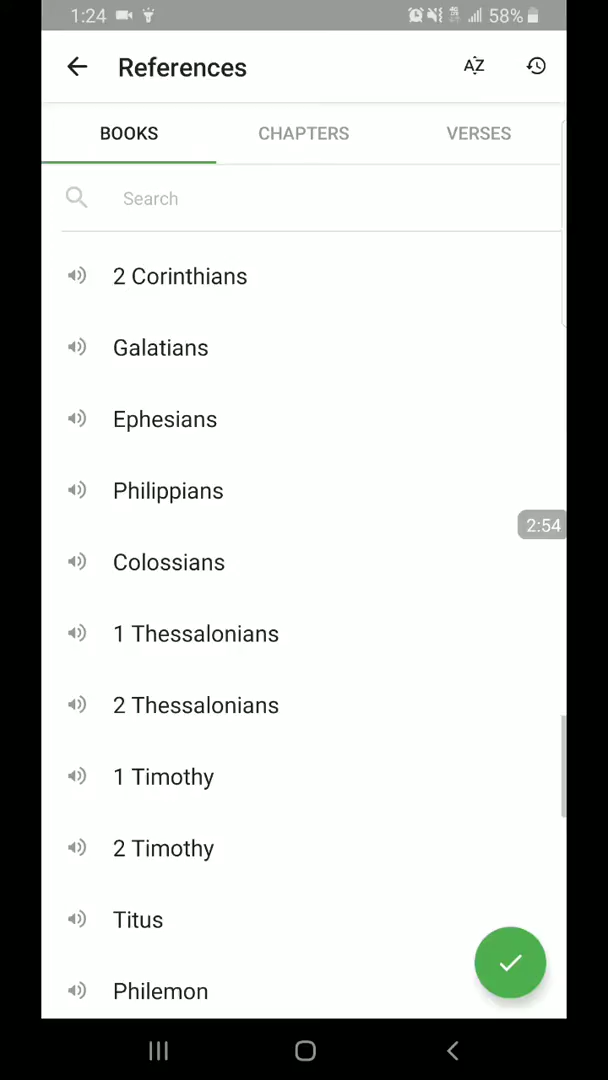 1:24
58%
References
AZ
BOOKS CHAPTERS VERSES
Search
2 Corinthians
Galatians
Ephesians
Philippians
2:54
Colossians
1 Thessalonians
2 Thessalonians
1 Timothy
2 Timothy
Titus
Philemon